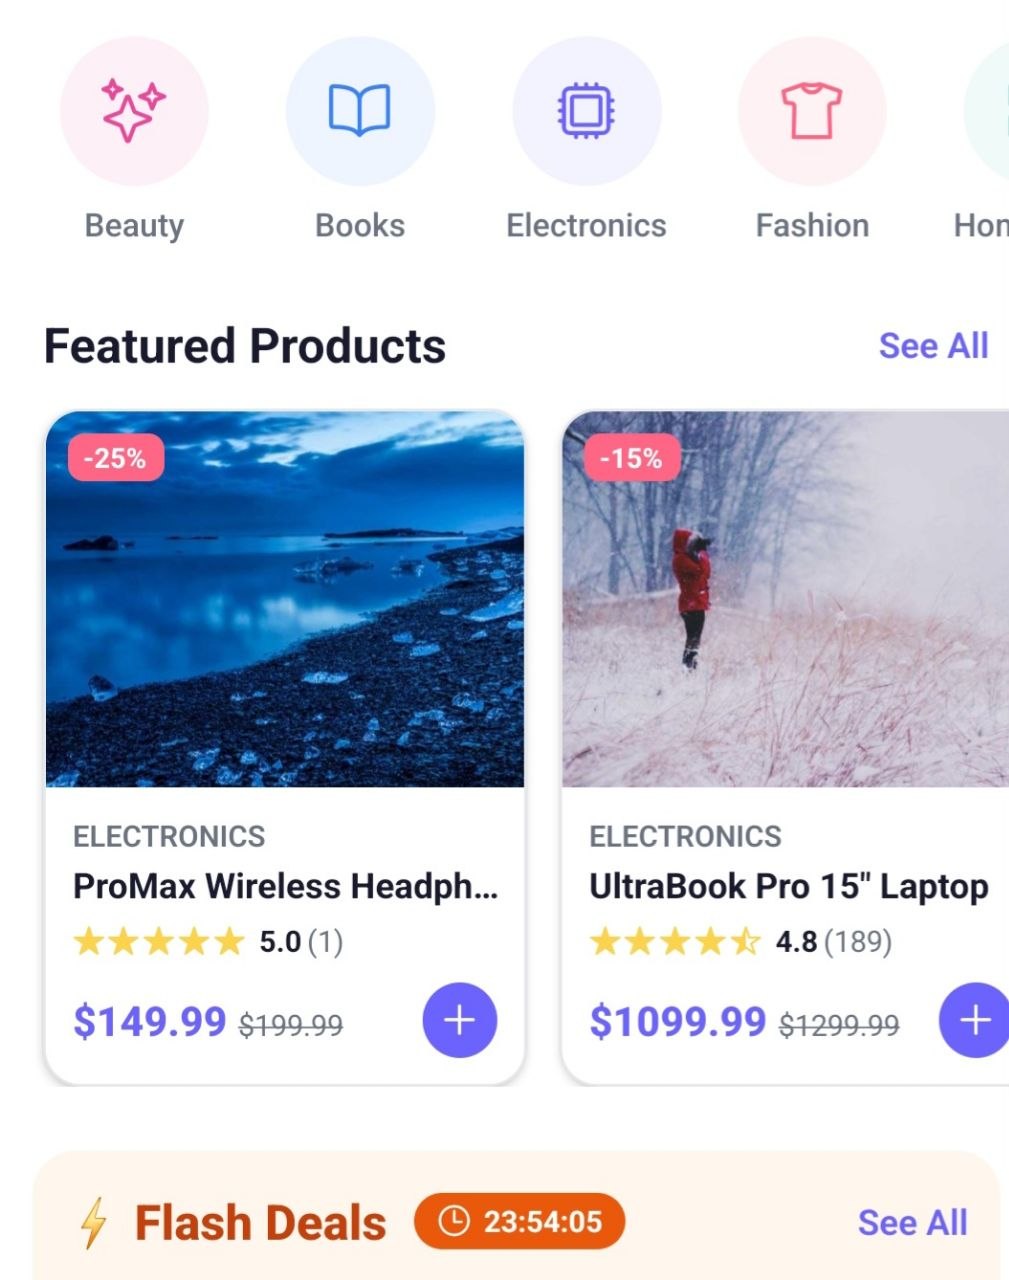 Beauty
Books
Electronics
Fashion
Hom
Featured Products
See All
-25%
-15%
ELECTRONICS
ProMax Wireless Headph...
5.0 (1)
$149.99 $199.99
ELECTRONICS
UltraBook Pro 15" Laptop
4.8 (189)
$1099.99 $1299.99
Flash Deals
23:54:05
See All